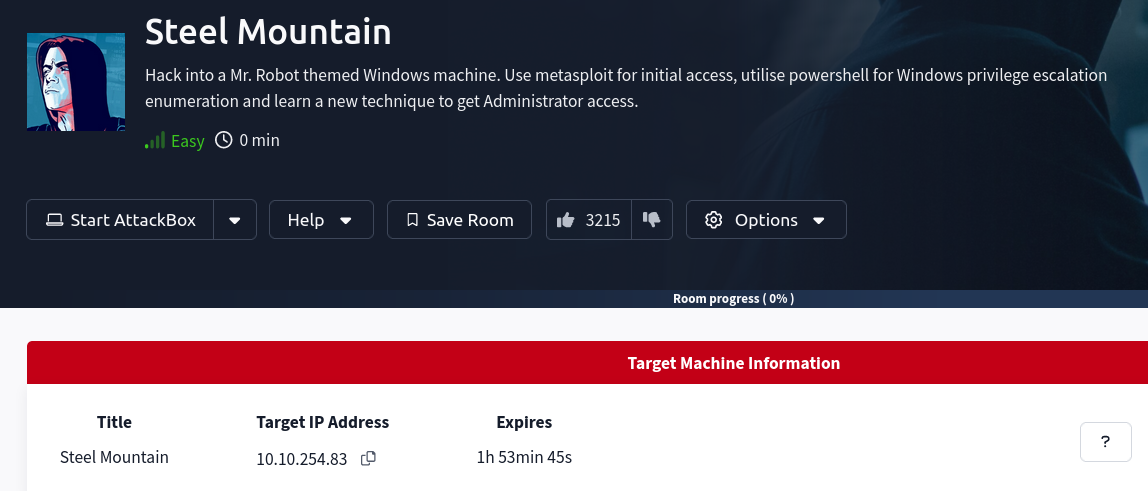 Steel Mountain
Hack into a Mr. Robot themed Windows machine. Use metasploit for initial access, utilise powershell for Windows privilege escalation
enumeration and learn a new technique to get Administrator access.
Easy 0 min
Start AttackBox Help Save Room 3215 Options
Room progress ( 0% )
Target Machine Information
Title Target IP Address Expires
Steel Mountain 10.10.254.83 1h 53min 45s ?